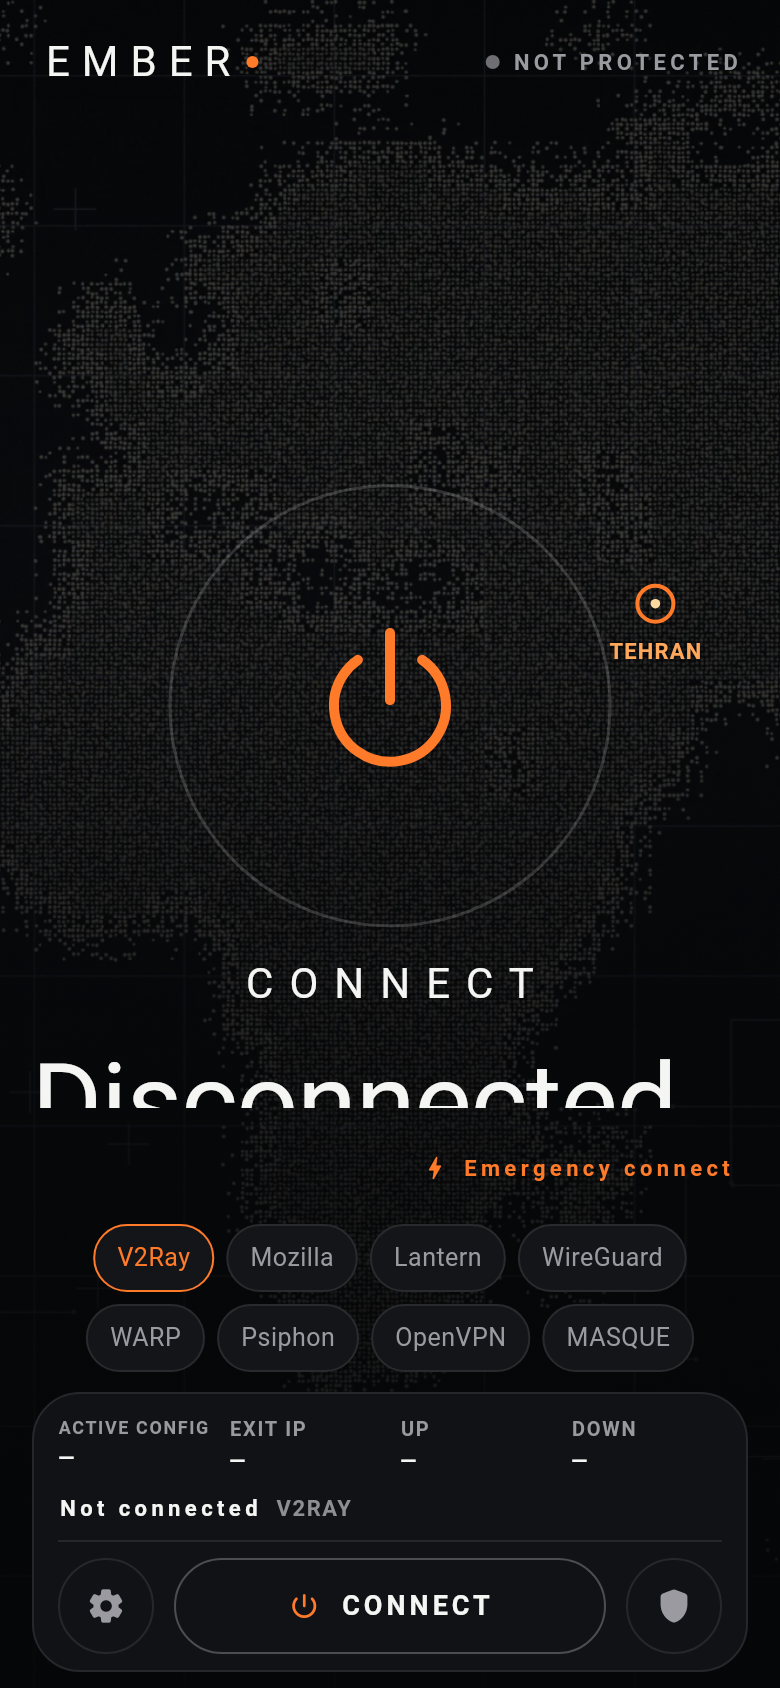 EMBER
NOT PROTECTED
TEHRAN
CONNECT
Disconnected
Emergency connect
V2Ray Mozilla Lantern WireGuard
WARP Psiphon OpenVPN MASQUE
ACTIVE CONFIG EXIT IP UP DOWN
– – – –
Not connected V2RAY
CONNECT